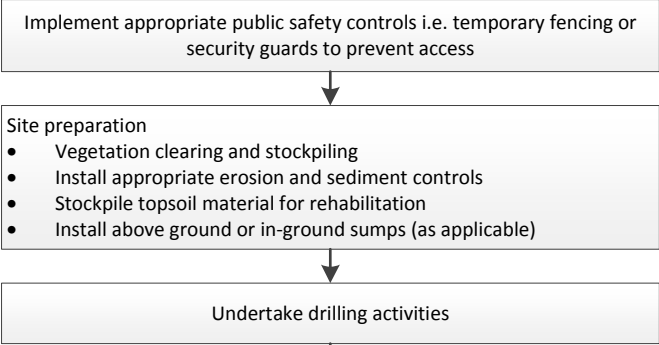 Implement appropriate public safety controls i.e. temporary fencing or
security guards to prevent access
Site preparation
• Vegetation clearing and stockpiling
• Install appropriate erosion and sediment controls
• Stockpile topsoil material for rehabilitation
• Install above ground or in-ground sumps (as applicable)
Undertake drilling activities